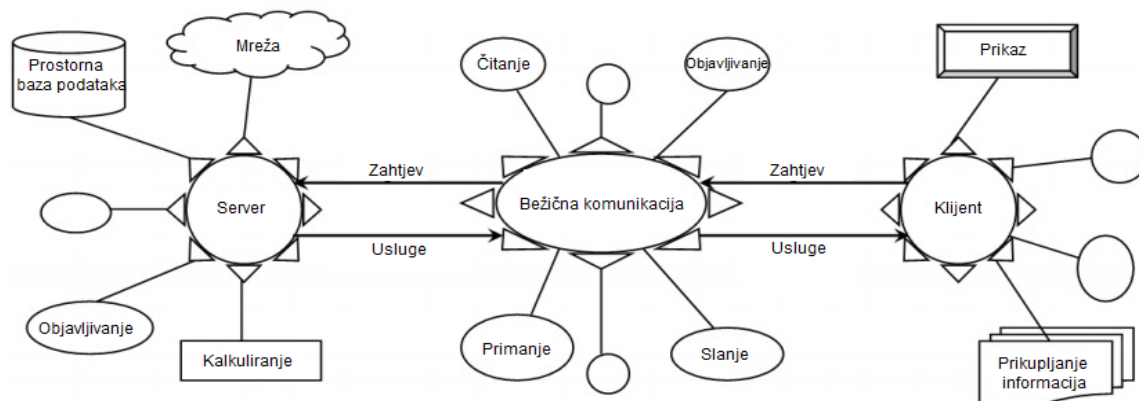 Mreža
Prikaz
Prostorna
baza podataka
Čitanje
Objavljivanje
Zahtjev
Zahtjev
Server
Bežična komunikacija
Klijent
Usluge
Usluge
Objavljivanje
Kalkuliranje
Primanje
Slanje
Prikupljanje
informacija